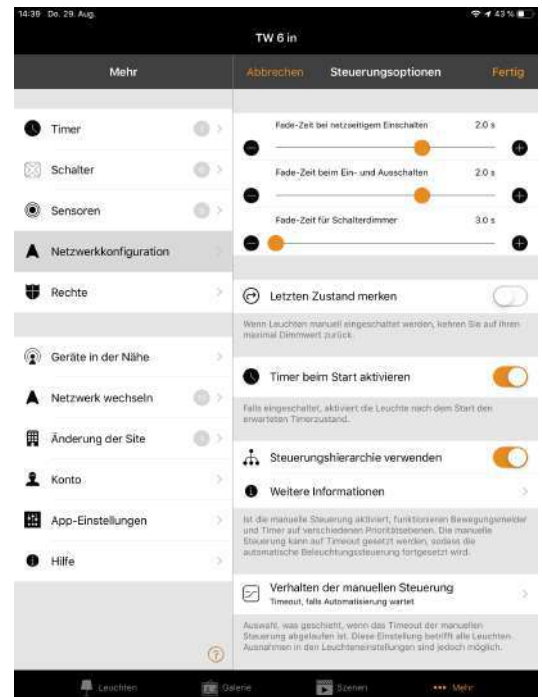 14:39 Do. 29. Aug.
43 %
TW 6 in
Mehr
Abbrechen Steuerungsoptionen Fertig
Timer
Schalter
Sensoren
Netzwerkkonfiguration
Rechte
Geräte in der Nähe
Netzwerk wechseln
Änderung der Site
Konto
App-Einstellungen
Hilfe
?
Fade-Zeit bei netzseitigem Einschalten 2.0 s
Fade-Zeit beim Ein- und Ausschalten 2.0 s
Fade-Zeit für Schalterdimmer 3.0 s
Letzten Zustand merken
Wenn Leuchten manuell eingeschaltet werden, kehren Sie auf ihren
maximal Dimmwert zurück.
Timer beim Start aktivieren
Falls eingeschaltet, aktiviert die Leuchte nach dem Start den
erwarteten Timerzustand.
Steuerungshierarchie verwenden
Weitere Informationen
Ist die manuelle Steuerung aktiviert, funktionieren Bewegungsmelder
und Timer auf verschiedenen Prioritätsebenen. Die manuelle
Steuerung kann auf Timeout gesetzt werden, sodass die
automatische Beleuchtungssteuerung fortgesetzt wird.
Verhalten der manuellen Steuerung
Timeout, falls Automatisierung wartet
Auswahl, was geschieht, wenn das Timeout der manuellen
Steuerung abgelaufen ist. Diese Einstellung betrifft alle Leuchten.
Ausnahmen in den Leuchteneinstellungen sind jedoch möglich.
Leuchten Galerie Szenen Mehr